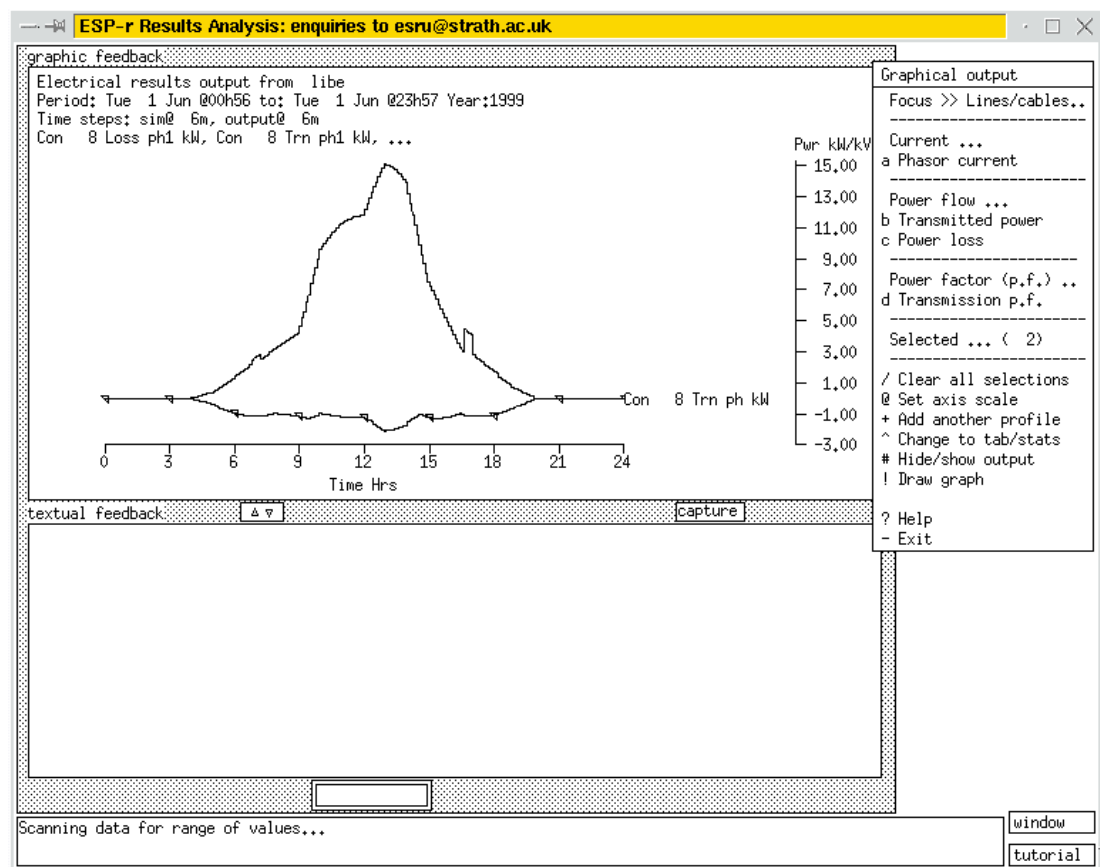 ESP-r Results Analysis: enquiries to esru@strath.ac.uk
graphic feedback
Electrical results output from libe
Period: Tue 1 Jun @00h56 to: Tue 1 Jun @23h57 Year:1999
Time steps: sim@ 6m, output@ 6m
Con 8 Loss ph1 kW, Con 8 Trn ph1 kW, ...
Pwr kW/kV
15.00
13.00
11.00
9.00
7.00
5.00
3.00
1.00
-1.00
-3.00
Con 8 Trn ph kW
0 3 6 9 12 15 18 21 24
Time Hrs
Graphical output
Focus >> Lines/cables..
Current ...
a Phasor current
Power flow ...
b Transmitted power
c Power loss
Power factor (p.f.) ..
d Transmission p.f.
Selected ... ( 2)
/ Clear all selections
@ Set axis scale
+ Add another profile
^ Change to tab/stats
# Hide/show output
! Draw graph
? Help
- Exit
textual feedback
capture
Scanning data for range of values...
window
tutorial